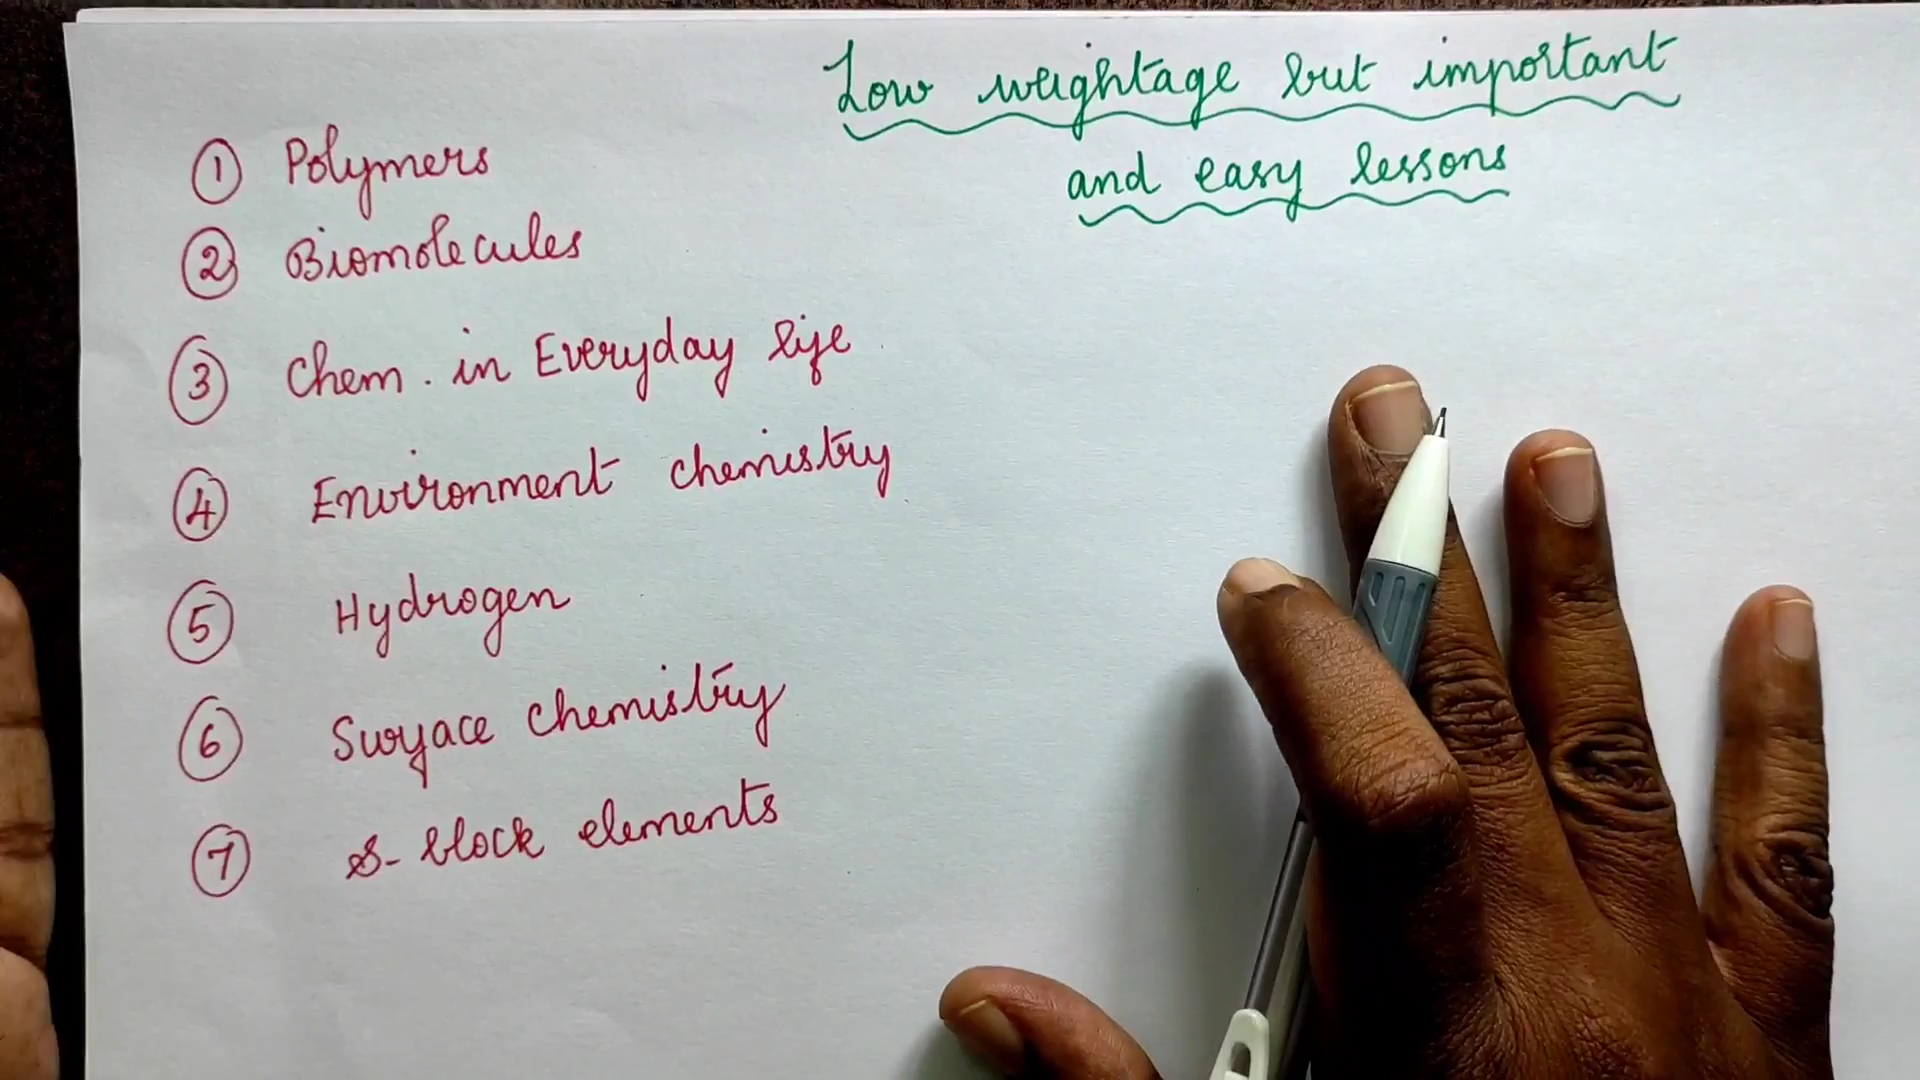 Low weightage but important
and easy lessons
① Polymers
② Biomolecules
③ Chem. in Everyday life
④ Environment chemistry
⑤ Hydrogen
⑥ Surface chemistry
⑦ S-block elements